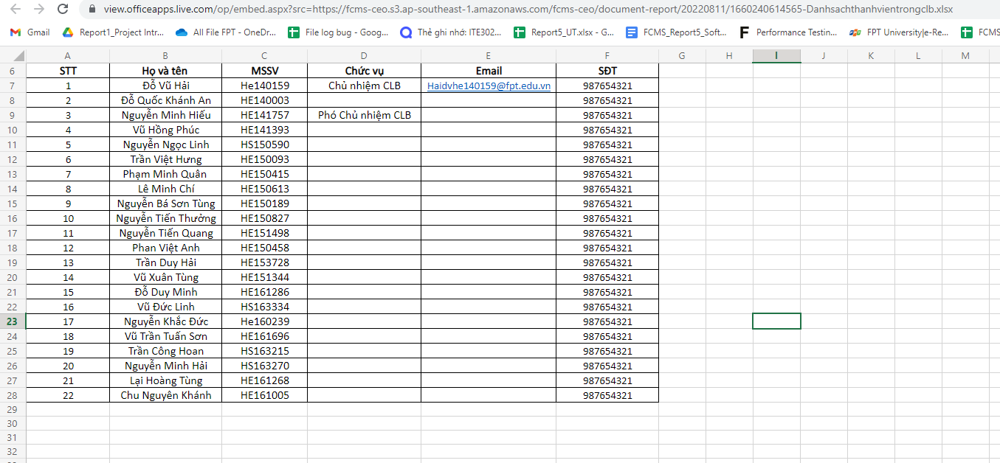 view.officeapps.live.com/op/embed.aspx?src=https://fcms-ceo.s3.ap-southeast-1.amazonaws.com/fcms-ceo/document-report/20220811/1660240614565-Danhsachthanhvientrongclb.xlsx
Gmail Report1_Project Intr... All File FPT - OneDr... File log bug - Goog... Thẻ ghi nhớ: ITE302... Report5_UT.xlsx - G... FCMS_Report5_Soft... Performance Testin... FPT University|e-Re... FCMS
A B C D E F G H I J K L M
6 STT Họ và tên MSSV Chức vụ Email SĐT
7 1 Đỗ Vũ Hải He140159 Chủ nhiệm CLB Haidvhe140159@fpt.edu.vn 987654321
8 2 Đỗ Quốc Khánh An HE140003 987654321
9 3 Nguyễn Minh Hiếu HE141757 Phó Chủ nhiệm CLB 987654321
10 4 Vũ Hồng Phúc HE141393 987654321
11 5 Nguyễn Ngọc Linh HS150590 987654321
12 6 Trần Việt Hưng HE150093 987654321
13 7 Phạm Minh Quân HE150415 987654321
14 8 Lê Minh Chí HE150613 987654321
15 9 Nguyễn Bá Sơn Tùng HE150189 987654321
16 10 Nguyễn Tiến Thưởng HE150827 987654321
17 11 Nguyễn Tiến Quang HE151498 987654321
18 12 Phan Việt Anh HE150458 987654321
19 13 Trần Duy Hải HE153728 987654321
20 14 Vũ Xuân Tùng HE151344 987654321
21 15 Đỗ Duy Minh HE161286 987654321
22 16 Vũ Đức Linh HS163334 987654321
23 17 Nguyễn Khắc Đức He160239 987654321
24 18 Vũ Trần Tuấn Sơn HE161696 987654321
25 19 Trần Công Hoan HS163215 987654321
26 20 Nguyễn Minh Hải HS163270 987654321
27 21 Lại Hoàng Tùng HE161268 987654321
28 22 Chu Nguyên Khánh HE161005 987654321
29
30
31
32